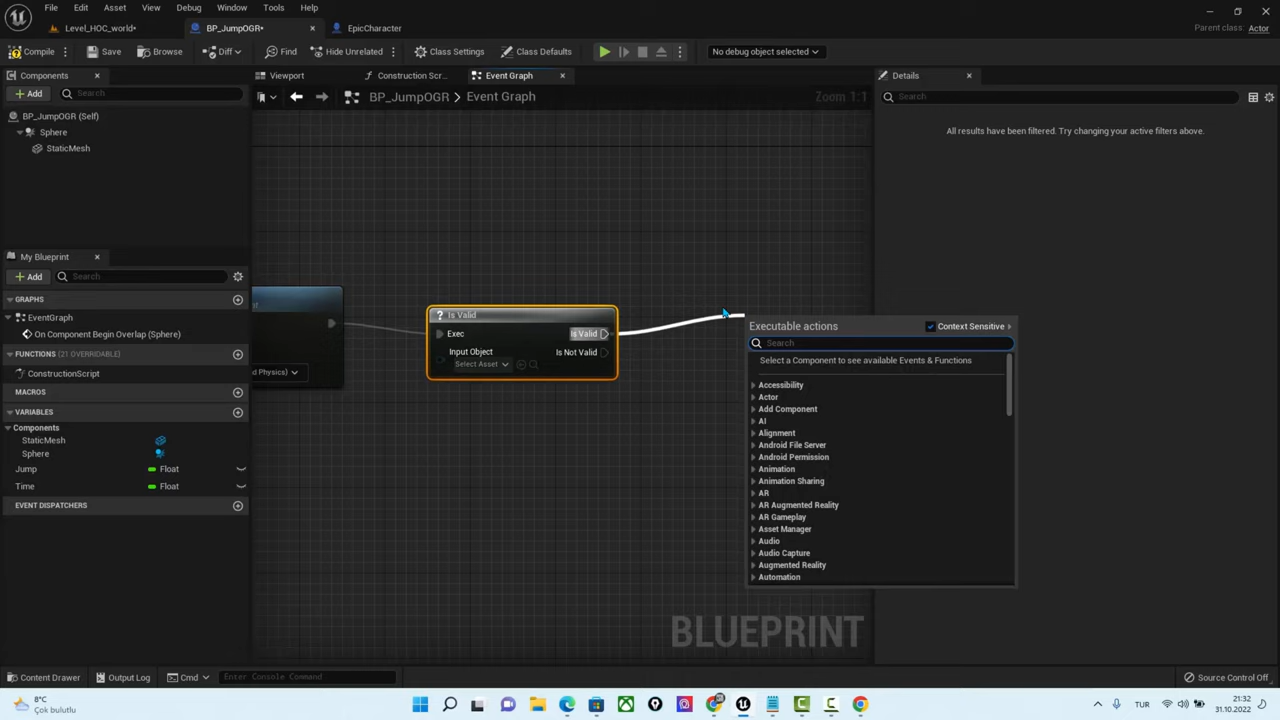 File Edit Asset View Debug Window Tools Help
Level_HOC_world*
BP_JumpOGR*
EpicCharacter
Parent class: Actor
Compile
Save
Browse
Diff
Find
Hide Unrelated
Class Settings
Class Defaults
No debug object selected
Components
Viewport
Construction Scr...
Event Graph
Details
Add
Search
BP_JumpOGR > Event Graph
Zoom 1:1
Search
BP_JumpOGR (Self)
Sphere
StaticMesh
All results have been filtered. Try changing your active filters above.
My Blueprint
Add
Search
GRAPHS
EventGraph
On Component Begin Overlap (Sphere)
FUNCTIONS (21 OVERRIDABLE)
ConstructionScript
MACROS
VARIABLES
Components
StaticMesh
Sphere
Jump Float
Time Float
EVENT DISPATCHERS
d Physics)
Is Valid
Exec
Is Valid
Input Object
Is Not Valid
Select Asset
Executable actions
Context Sensitive
Search
Select a Component to see available Events & Functions
Accessibility
Actor
Add Component
AI
Alignment
Android File Server
Android Permission
Animation
Animation Sharing
AR
AR Augmented Reality
AR Gameplay
Asset Manager
Audio
Audio Capture
Augmented Reality
Automation
BLUEPRINT
Content Drawer
Output Log
Cmd
Enter Console Command
Source Control Off
8°C
Çok bulutlu
TUR
21:32
31.10.2022